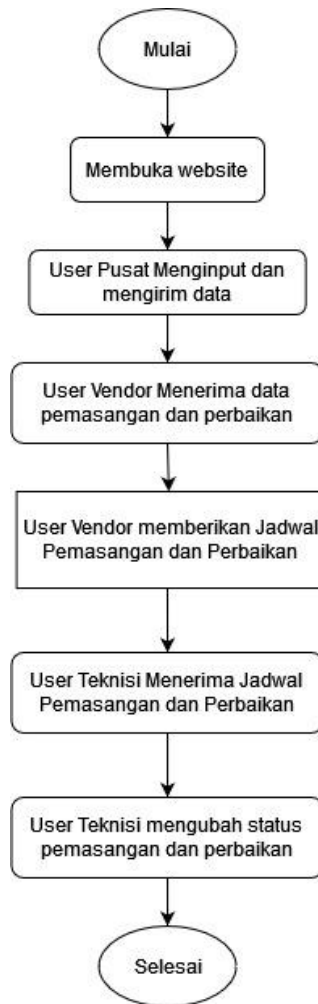 Mulai
Membuka website
User Pusat Menginput dan
mengirim data
User Vendor Menerima data
pemasangan dan perbaikan
User Vendor memberikan Jadwal
Pemasangan dan Perbaikan
User Teknisi Menerima Jadwal
Pemasangan dan Perbaikan
User Teknisi mengubah status
pemasangan dan perbaikan
Selesai